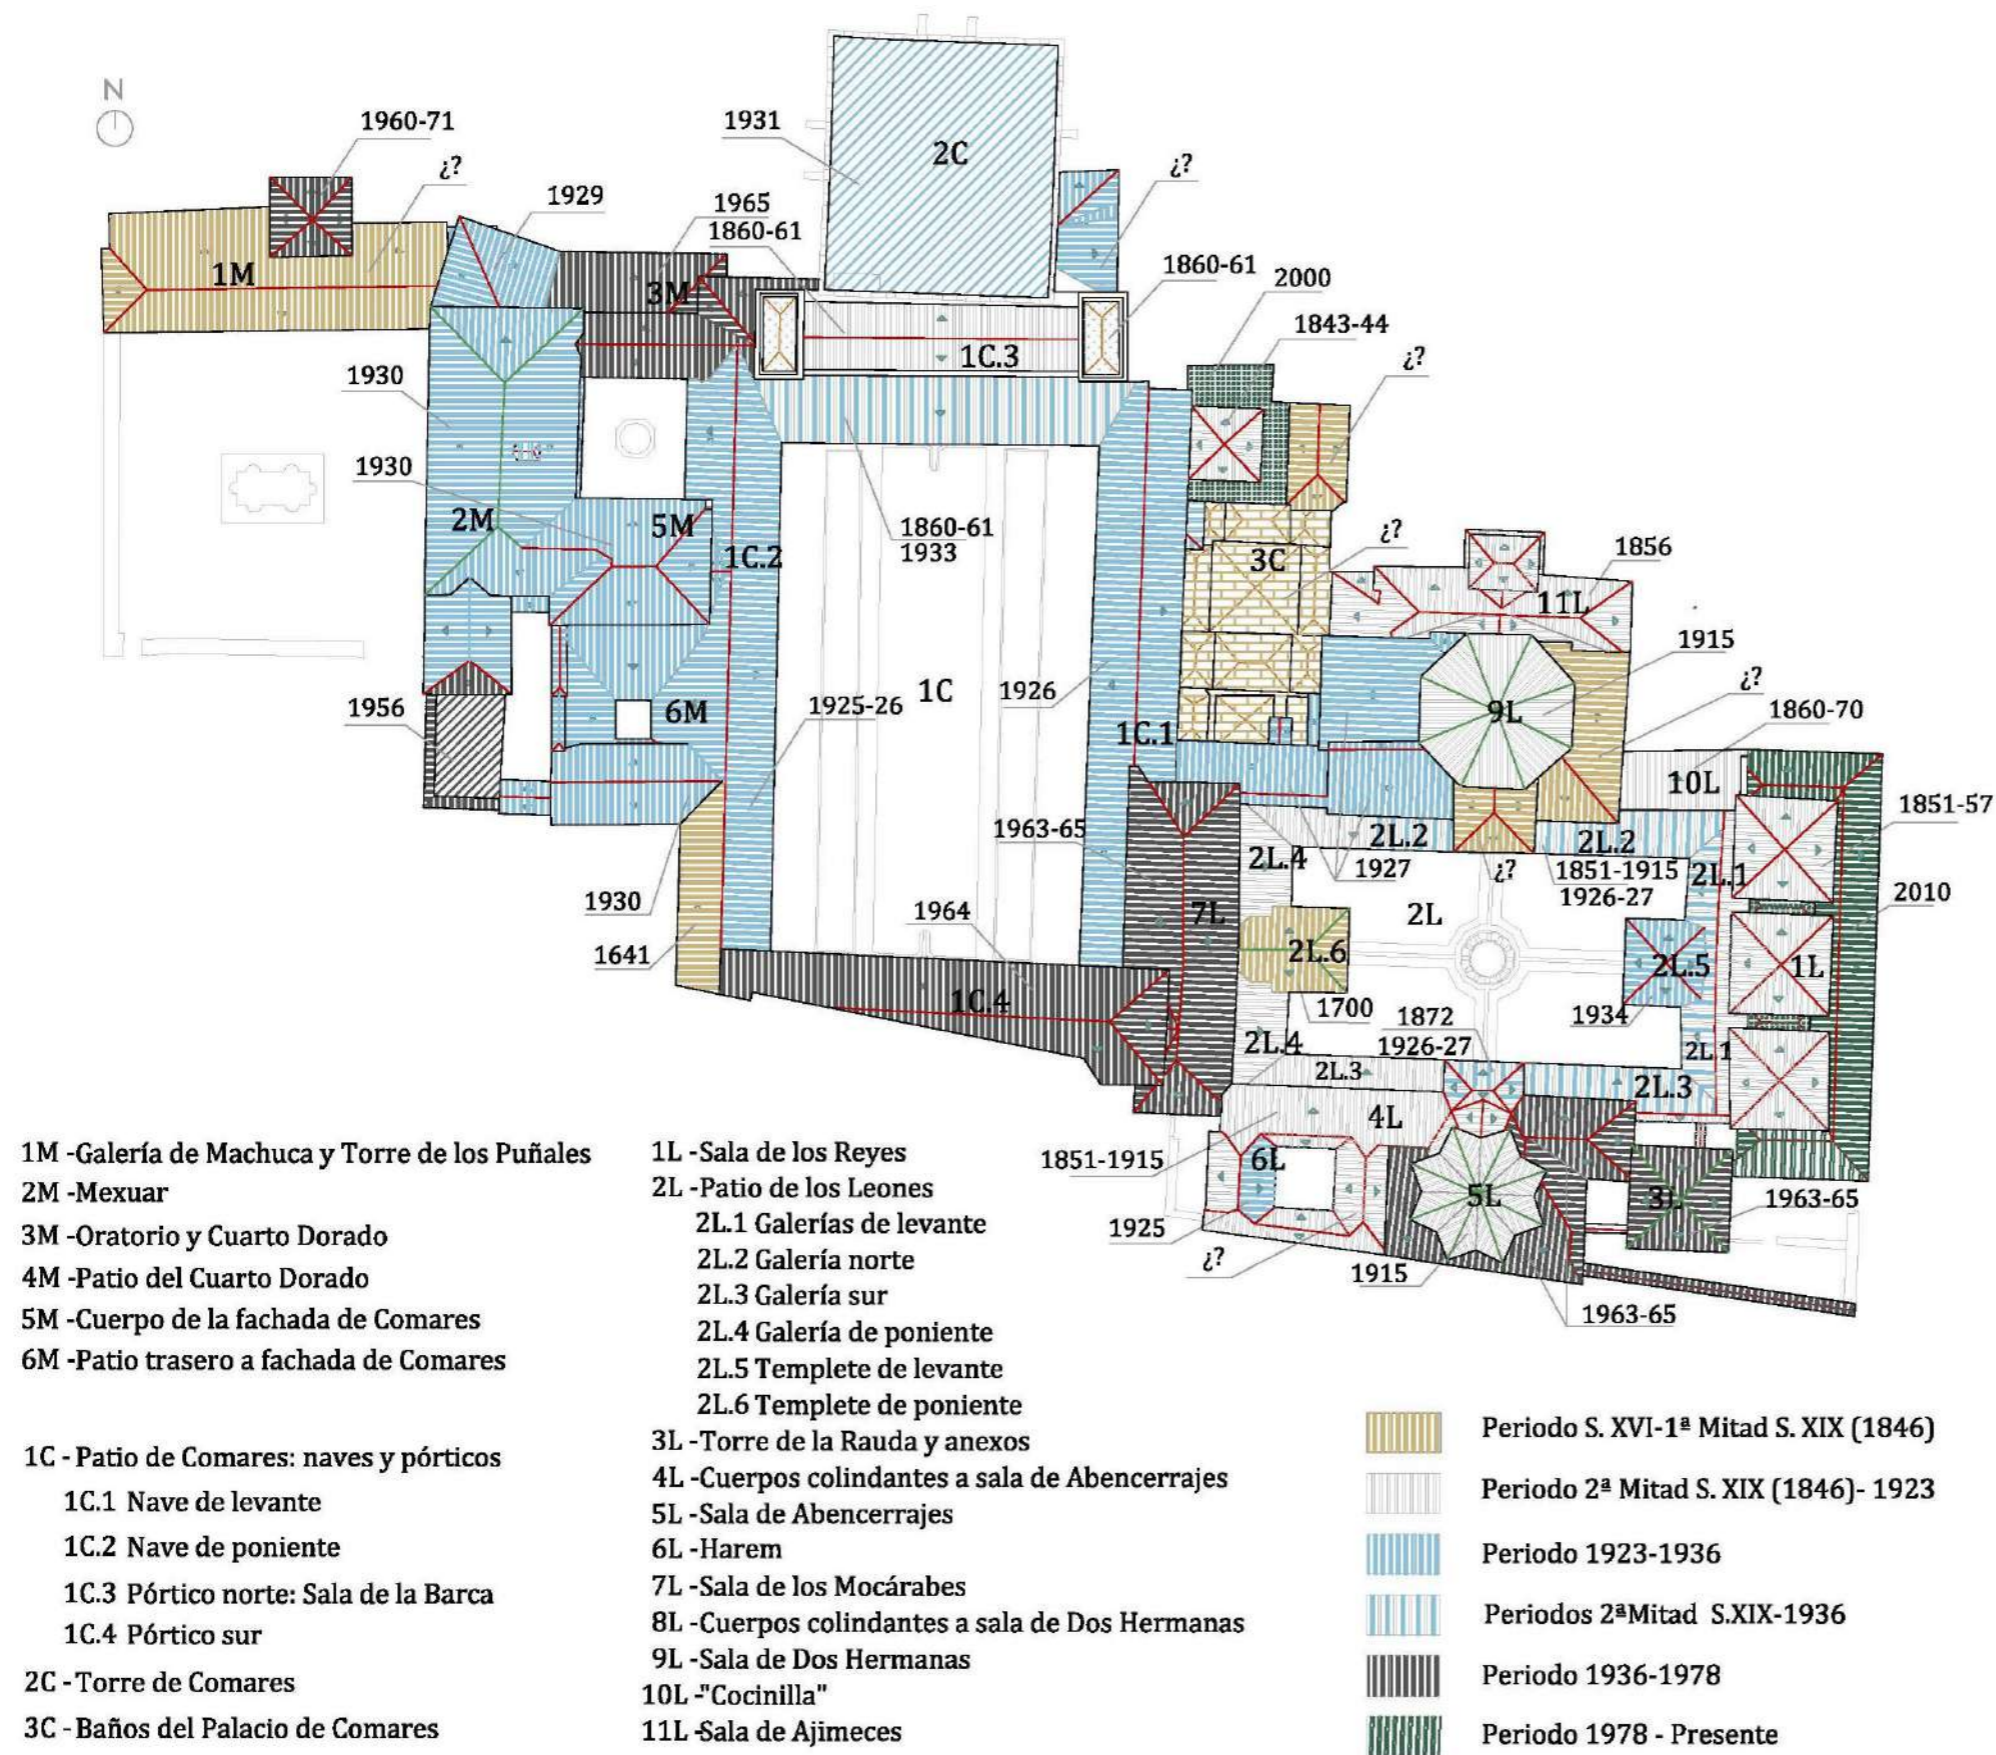 N
1960-71
¿?
1929
1931
2C
¿?
1965
1860-61
1M
3M
1860-61
2000
1843-44
1C.3
¿?
1930
1930
2M
5M
1C.2
1860-61
1933
3C
¿?
1856
11L
1915
1956
6M
1925-26
1C
1926
1C.1
9L
¿?
1860-70
10L
1851-57
1963-65
2L.2
2L.2
2L.4
1927
¿?
1851-1915
1926-27
2L.1
2010
1930
1964
7L
2L
2L.6
2L.5
1L
1641
1C.4
1700
1872
1934
2L.4
1926-27
2L.1
2L.3
2L.3
4L
1851-1915
6L
5L
3L
1963-65
1925
¿?
1915
1963-65
1M -Galería de Machuca y Torre de los Puñales
2M -Mexuar
3M -Oratorio y Cuarto Dorado
4M -Patio del Cuarto Dorado
5M -Cuerpo de la fachada de Comares
6M -Patio trasero a fachada de Comares
1C - Patio de Comares: naves y pórticos
1C.1 Nave de levante
1C.2 Nave de poniente
1C.3 Pórtico norte: Sala de la Barca
1C.4 Pórtico sur
2C - Torre de Comares
3C - Baños del Palacio de Comares
1L -Sala de los Reyes
2L -Patio de los Leones
2L.1 Galerías de levante
2L.2 Galería norte
2L.3 Galería sur
2L.4 Galería de poniente
2L.5 Templete de levante
2L.6 Templete de poniente
3L -Torre de la Rauda y anexos
4L -Cuerpos colindantes a sala de Abencerrajes
5L -Sala de Abencerrajes
6L -Harem
7L -Sala de los Mocárabes
8L -Cuerpos colindantes a sala de Dos Hermanas
9L -Sala de Dos Hermanas
10L -"Cocinilla"
11L -Sala de Ajimeces
Periodo S. XVI-1ª Mitad S. XIX (1846)
Periodo 2ª Mitad S. XIX (1846)- 1923
Periodo 1923-1936
Periodos 2ªMitad S.XIX-1936
Periodo 1936-1978
Periodo 1978 - Presente